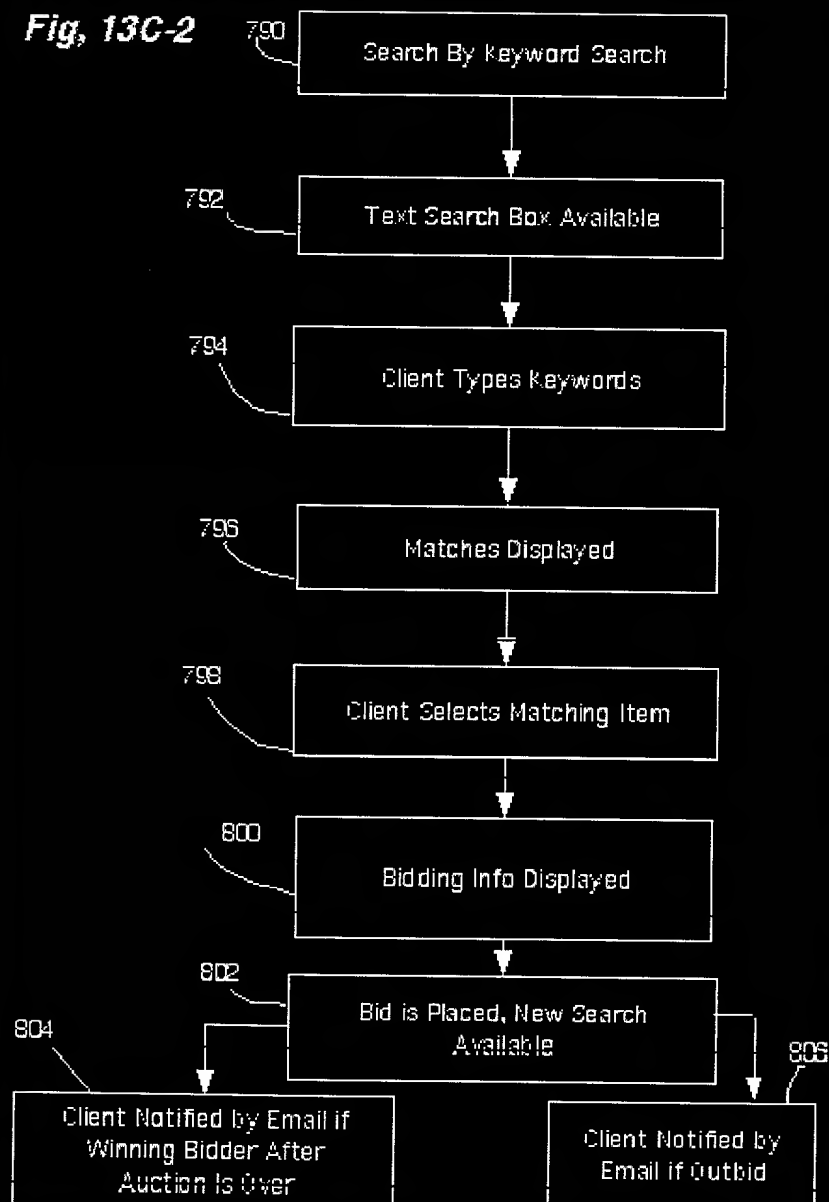 Fig, 13C-2
790
Search By Keyword Search
792
Text Search Box Available
794
Client Types Keywords
796
Matches Displayed
798
Client Selects Matching Item
800
Bidding Info Displayed
802
Bid is Placed, New Search
Available
804
Client Notified by Email if
Winning Bidder After
Auction Is Over
806
Client Notified by
Email if Outbid